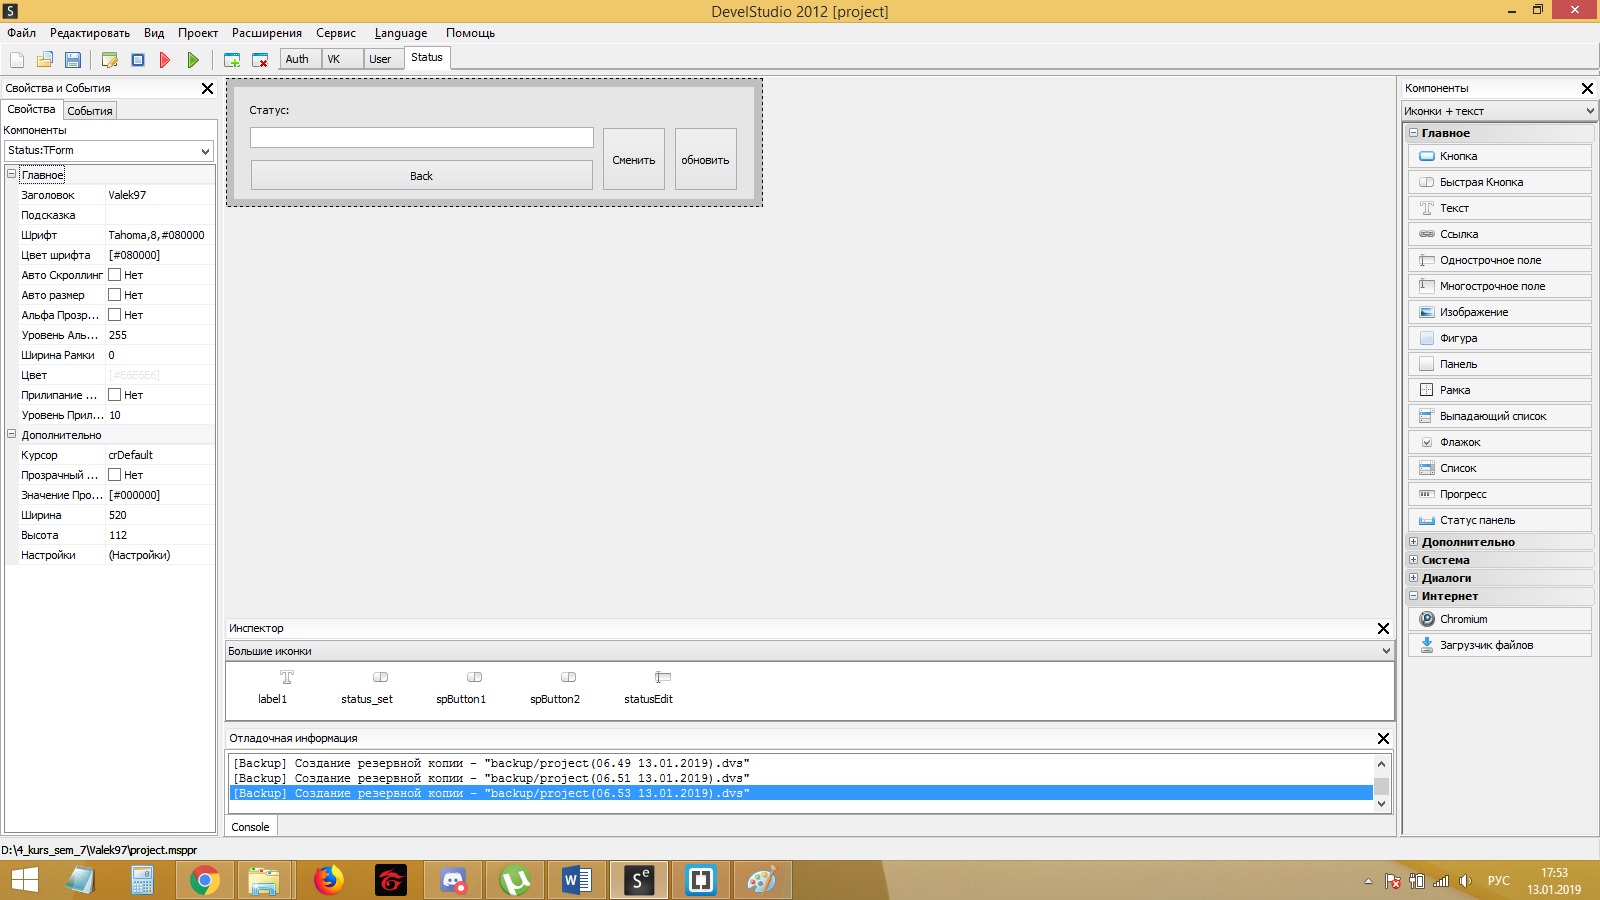 DevelStudio 2012 [project]
Файл Редактировать Вид Проект Расширения Сервис Language Помощь
Auth VK User Status
Свойства и События
Свойства События
Компоненты
Status:TForm
Главное
Заголовок Valek97
Подсказка
Шрифт Tahoma,8,#080000
Цвет шрифта [#080000]
Авто Скроллинг Нет
Авто размер Нет
Альфа Прозр... Нет
Уровень Аль... 255
Ширина Рамки 0
Цвет [#E6E6E6]
Прилипание ... Нет
Уровень Прил... 10
Дополнительно
Курсор crDefault
Прозрачный ... Нет
Значение Про... [#000000]
Ширина 520
Высота 112
Настройки (Настройки)
Статус:
Back
Сменить
обновить
Инспектор
Большие иконки
label1 status_set spButton1 spButton2 statusEdit
Отладочная информация
[Backup] Создание резервной копии - "backup/project(06.49 13.01.2019).dvs"
[Backup] Создание резервной копии - "backup/project(06.51 13.01.2019).dvs"
[Backup] Создание резервной копии - "backup/project(06.53 13.01.2019).dvs"
Console
Компоненты
Иконки + текст
Главное
Кнопка
Быстрая Кнопка
Текст
Ссылка
Однострочное поле
Многострочное поле
Изображение
Фигура
Панель
Рамка
Выпадающий список
Флажок
Список
Прогресс
Статус панель
Дополнительно
Система
Диалоги
Интернет
Chromium
Загрузчик файлов
D:\4_kurs_sem_7\Valek97\project.msppr
РУС
17:53
13.01.2019